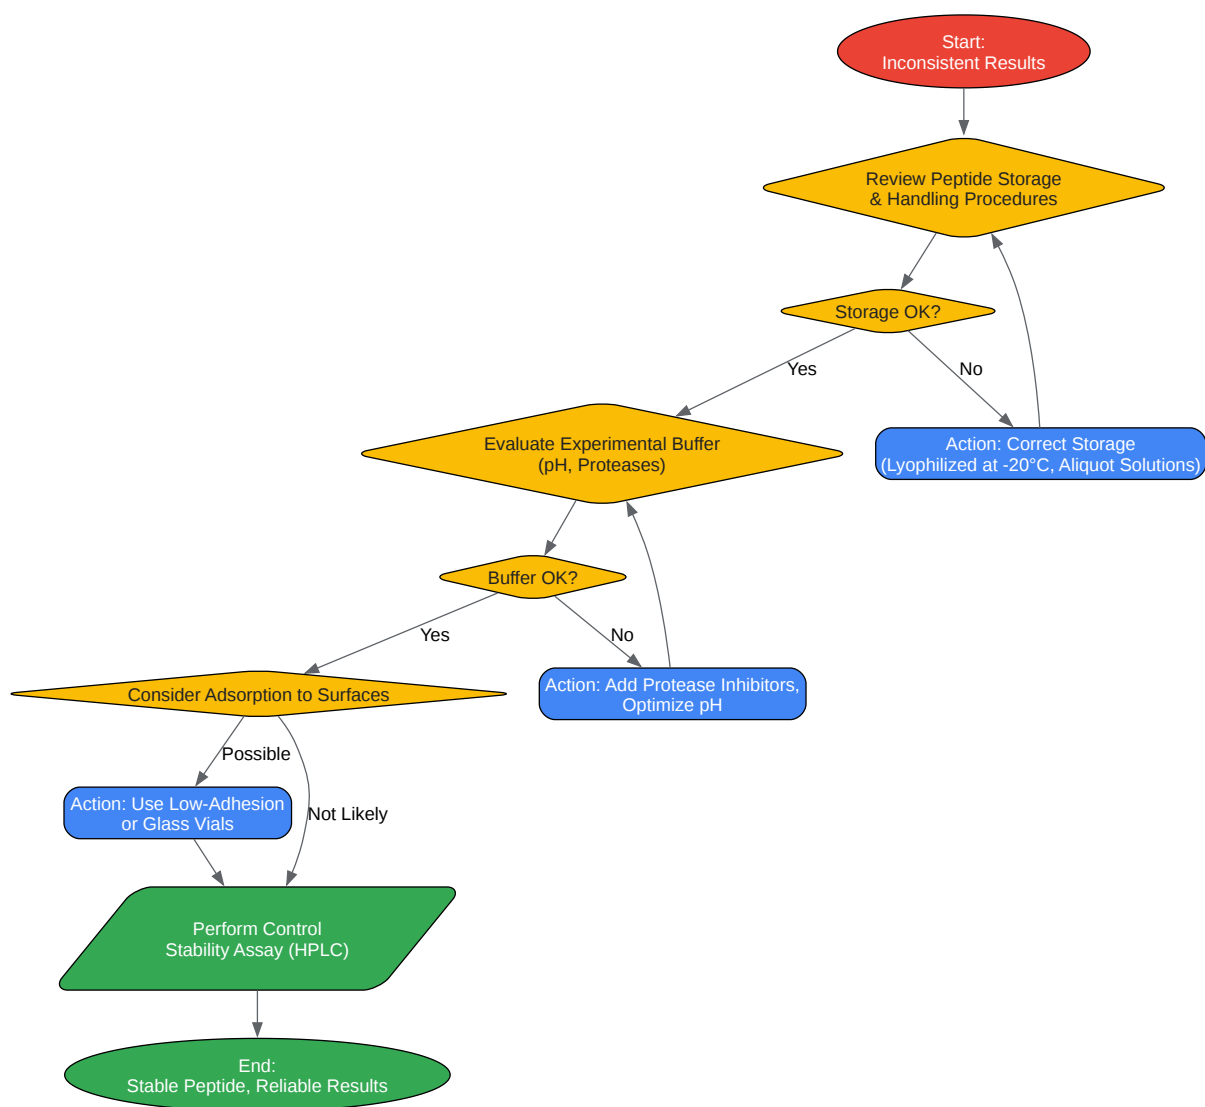 Start:
Inconsistent Results
Review Peptide Storage
& Handling Procedures
Storage OK?
Yes
No
Evaluate Experimental Buffer
(pH, Proteases)
Action: Correct Storage
(Lyophilized at -20°C, Aliquot Solutions)
Buffer OK?
Yes
No
Consider Adsorption to Surfaces
Action: Add Protease Inhibitors,
Optimize pH
Possible
Not Likely
Action: Use Low-Adhesion
or Glass Vials
Perform Control
Stability Assay (HPLC)
End:
Stable Peptide, Reliable Results